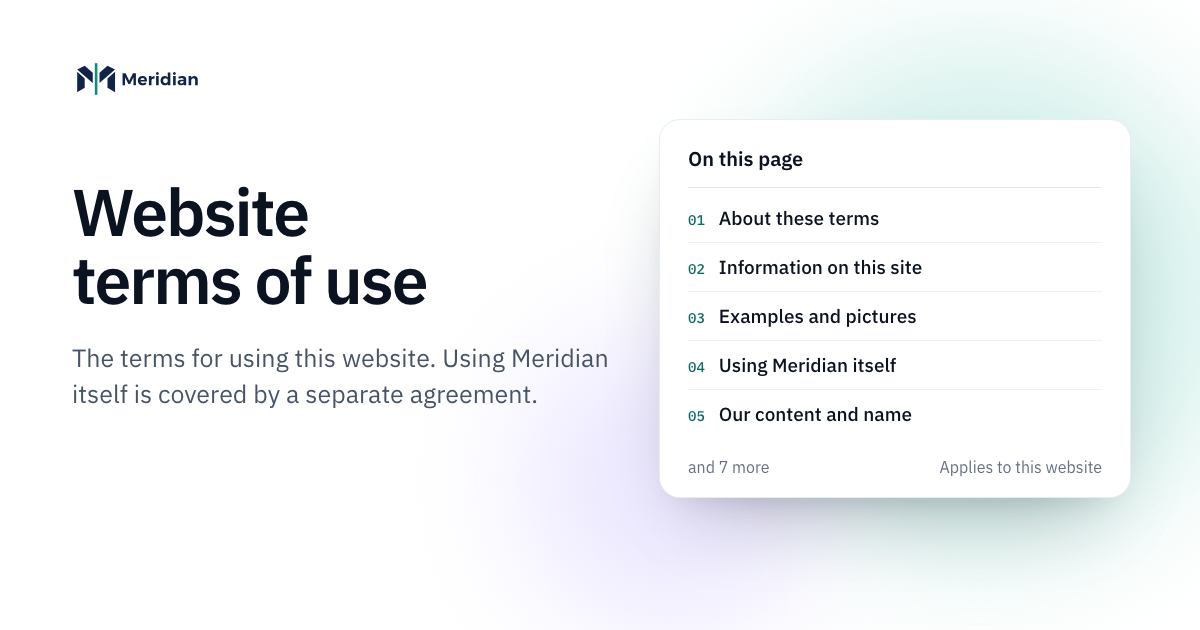 Meridian
Website
terms of use
The terms for using this website. Using Meridian
itself is covered by a separate agreement.
On this page
01 About these terms
02 Information on this site
03 Examples and pictures
04 Using Meridian itself
05 Our content and name
and 7 more Applies to this website